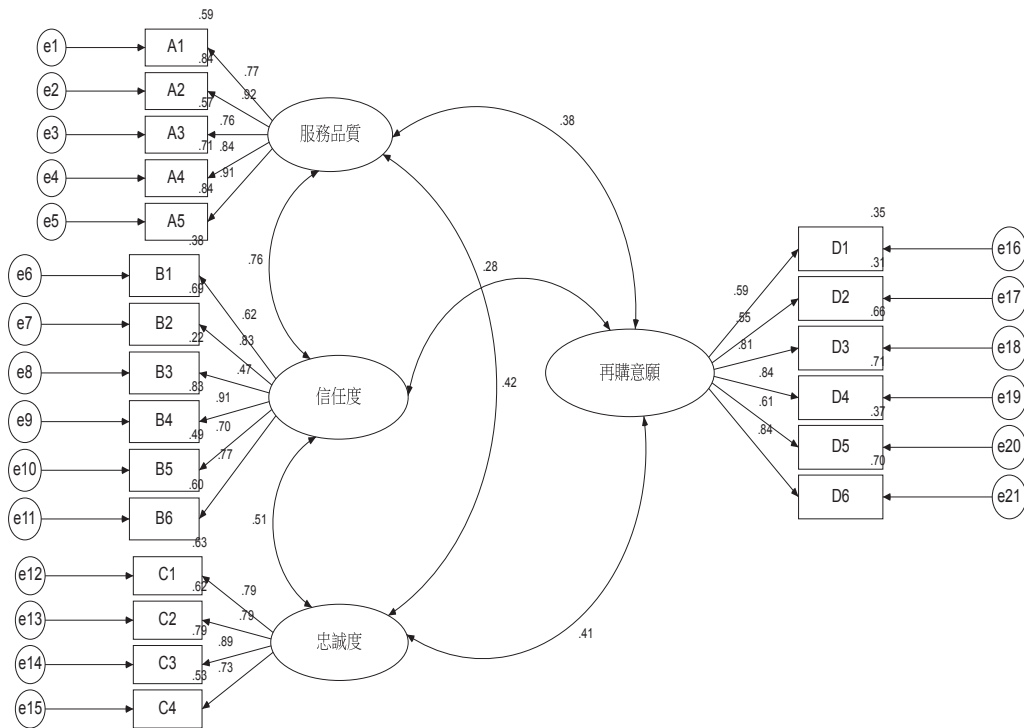 .59
e1
A1
.84
.77
e2
A2
.57
.92
e3
A3
.76
.71
.84
e4
A4
.91
.84
e5
A5
.38
服務品質
.38
.76
.28
e6
B1
.69
.62
e7
B2
.22
.83
e8
B3
.83
.47
e9
B4
.49
.91
.70
e10
B5
.60
.77
e11
B6
.63
信任度
.42
.51
e12
C1
.62
.79
e13
C2
.79
.79
e14
C3
.53
.89
.73
e15
C4
忠誠度
.41
再購意願
.35
D1
.31
e16
.59
D2
.66
e17
.55
D3
.71
e18
.81
D4
.37
e19
.84
.61
D5
.70
e20
.84
D6
e21